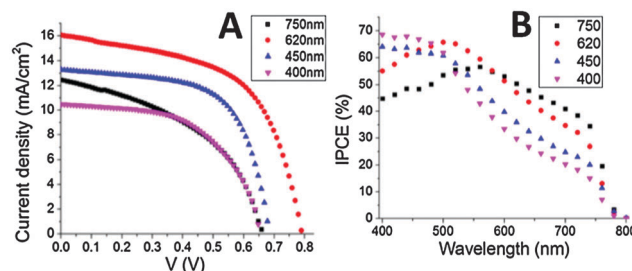 A
750nm
620nm
450nm
400nm
Current density (mA/cm²)
16
14
12
10
8
6
4
2
0
0.0 0.1 0.2 0.3 0.4 0.5 0.6 0.7 0.8
V (V)
B
750
620
450
400
IPCE (%)
70
60
50
40
30
20
10
0
400 500 600 700 800
Wavelength (nm)